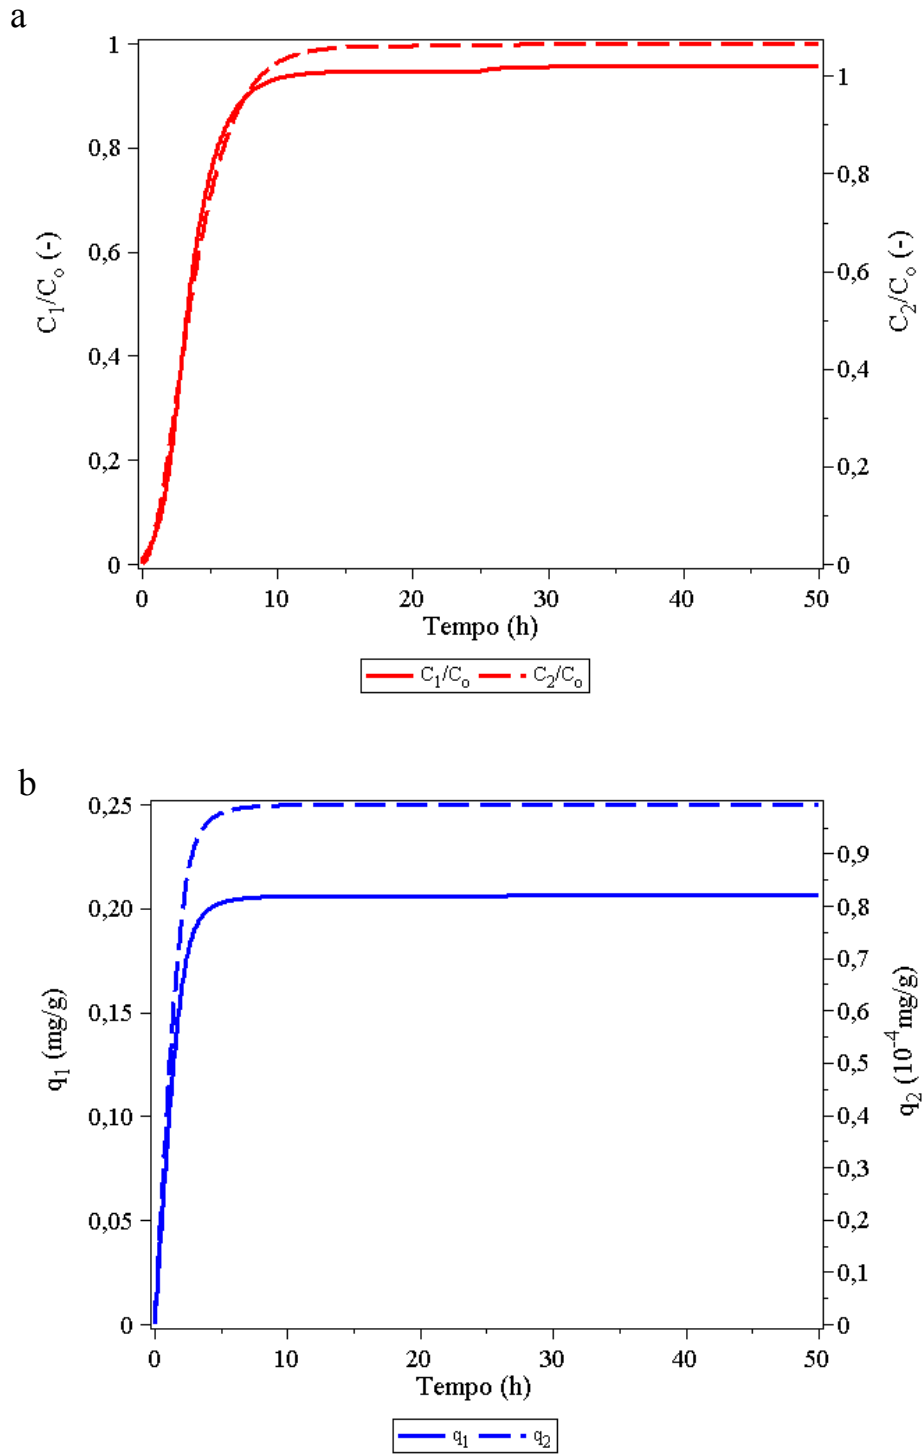 a
1
0,8
0,6
0,4
0,2
0
C₁/Cₒ (-)
1
0,8
0,6
0,4
0,2
0
C₂/Cₒ (-)
0 10 20 30 40 50
Tempo (h)
C₁/Cₒ C₂/Cₒ
b
0,25
0,20
0,15
0,10
0,05
0
q₁ (mg/g)
0,9
0,8
0,7
0,6
0,5
0,4
0,3
0,2
0,1
0
q₂ (10⁻⁴mg/g)
0 10 20 30 40 50
Tempo (h)
q₁ q₂